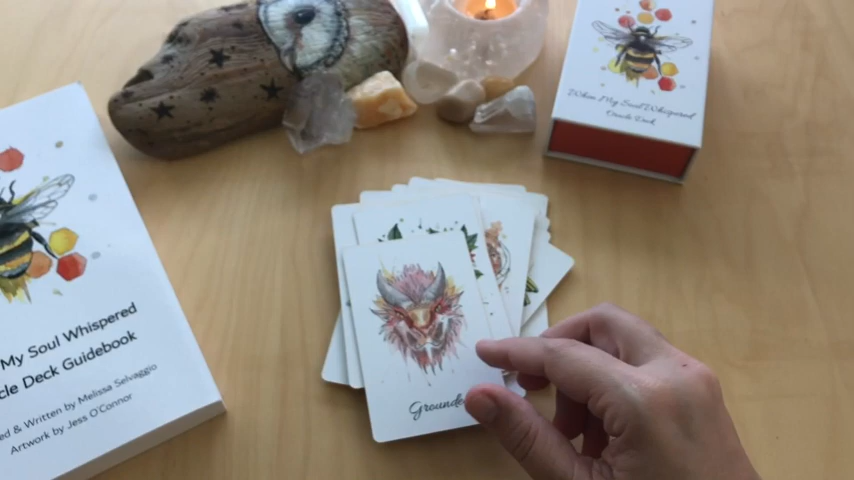 When My Soul Whispered
Oracle Deck
My Soul Whispered
cle Deck Guidebook
ed & Written by Melissa Selvaggio
Artwork by Jess O'Connor
Grounde